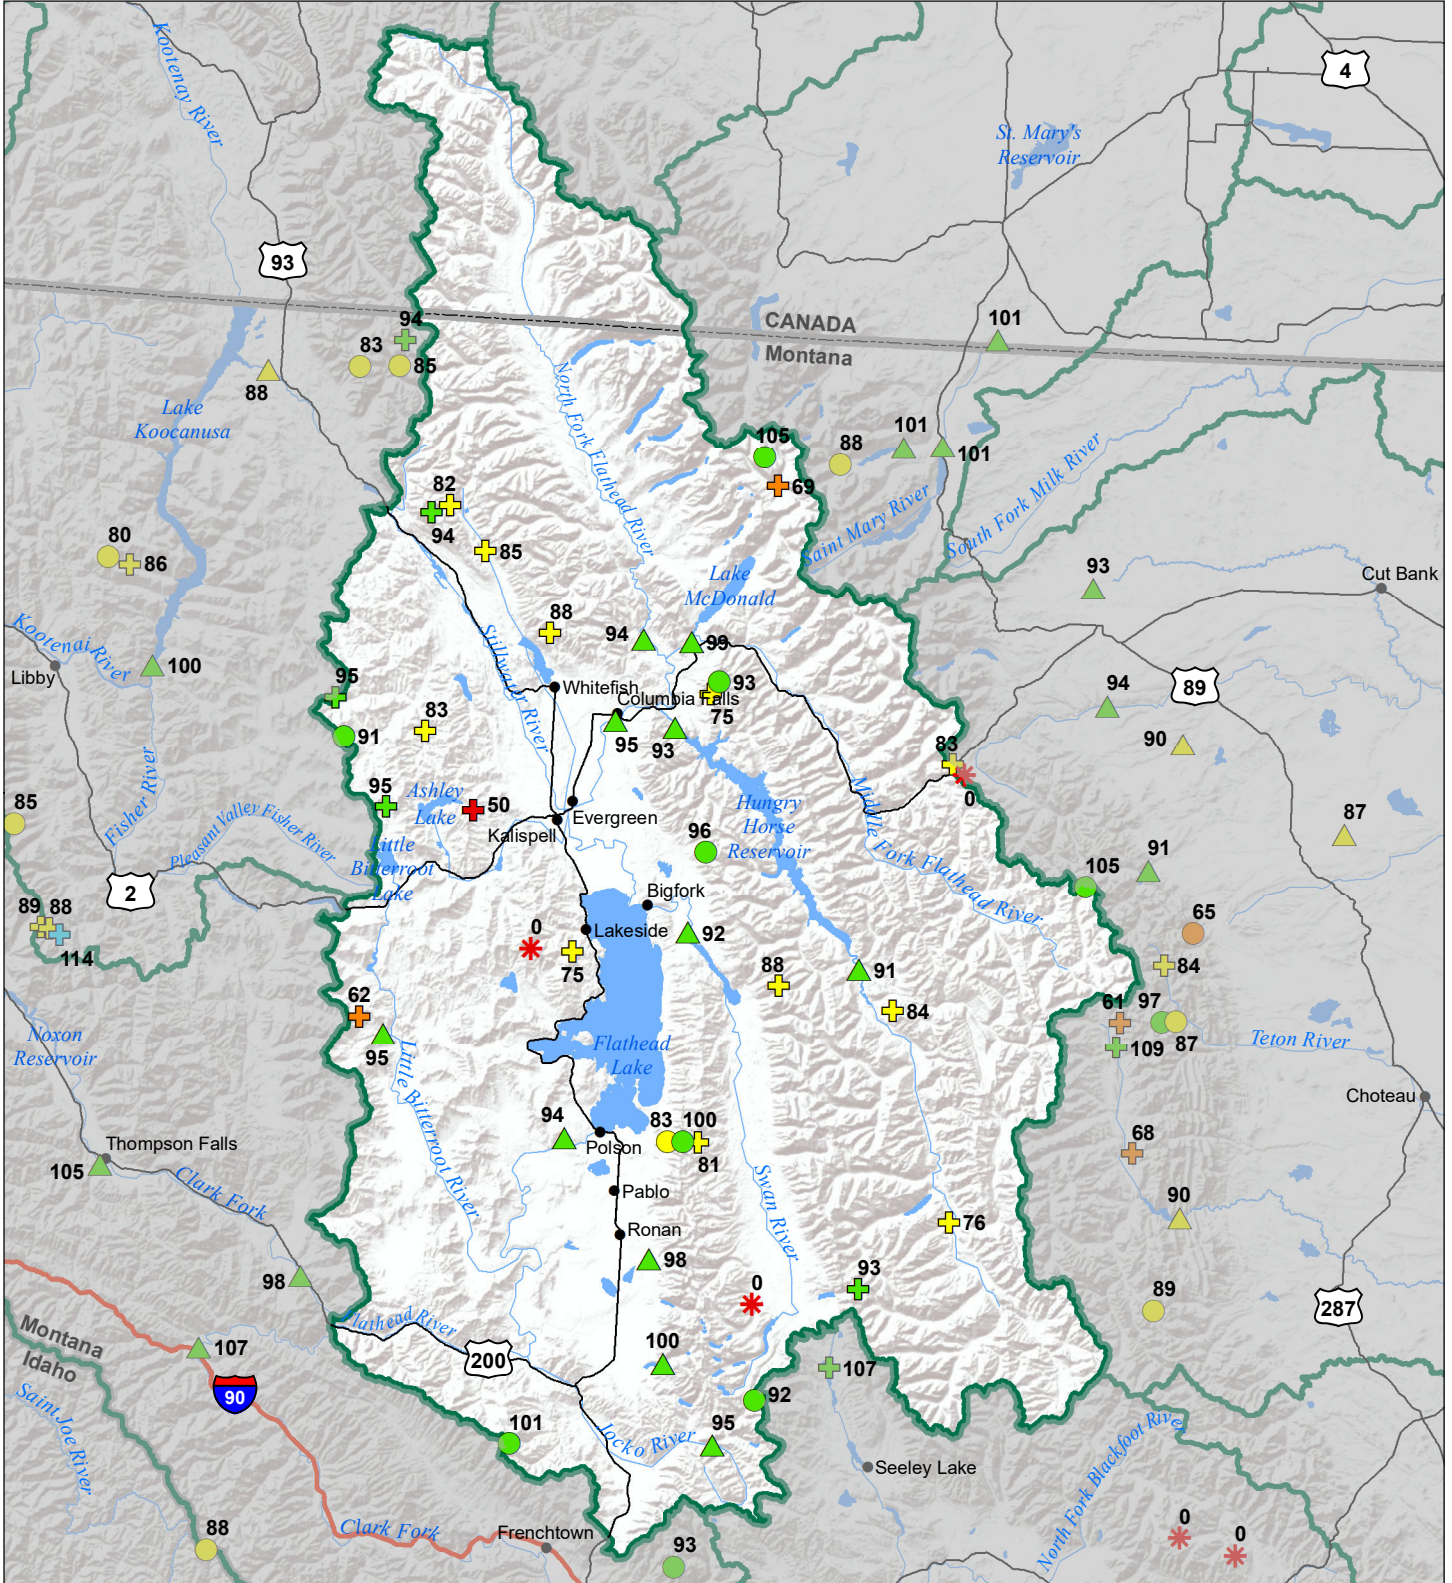 Kootenay River
4
St. Mary's
Reservoir
93
CANADA
Montana
94
83
85
88
101
Lake
Koocanusa
North Fork Flathead River
105
88
101
101
69
82
94
85
Saint Mary River
South Fork Milk River
80
86
Lake
McDonald
93
Cut Bank
Kootenai River
Libby
100
88
94
99
Stillwater River
95
Whitefish
Columbia Falls
93
75
94
89
90
91
83
95
93
83
0
Fisher River
95
Ashley
Lake
50
Evergreen
Kalispell
Hungry
Horse
Reservoir
Middle Fork Flathead River
87
85
Pleasant Valley Fisher River
Little
Bitterroot
Lake
96
105
91
2
Bigfork
89
88
114
0
Lakeside
75
92
65
84
88
91
84
62
95
61
97
87
109
Noxon
Reservoir
Flathead
Lake
Teton River
Little Bitterroot River
Choteau
Thompson Falls
105
94
Polson
83
100
81
68
Clark Fork
Pablo
Swan River
76
90
Ronan
98
98
0
93
89
287
Flathead River
Montana
Idaho
107
200
100
107
90
Saint Joe River
92
101
Jocko River
95
North Fork Blackfoot River
Seeley Lake
Clark Fork
Frenchtown
88
93
0
0